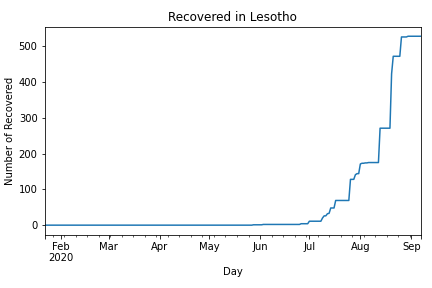 Recovered in Lesotho
Number of Recovered
500
400
300
200
100
0
Feb Mar Apr May Jun Jul Aug Sep
2020
Day